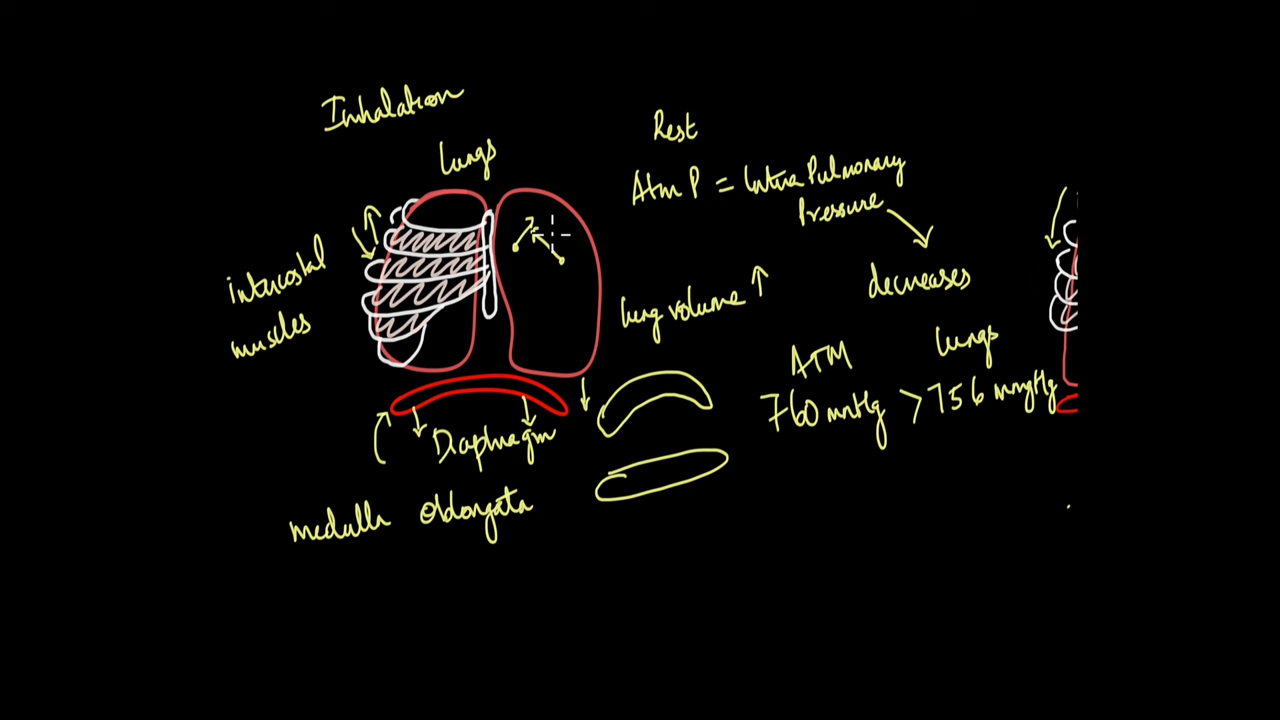 Inhalation
Lungs
intercostal
muscles
Diaphragm
medulla oblongata
Rest
Atm P = Intra Pulmonary
Pressure
decreases
lung volume ↑
ATM
Lungs
760 mmHg > 756 mmHg